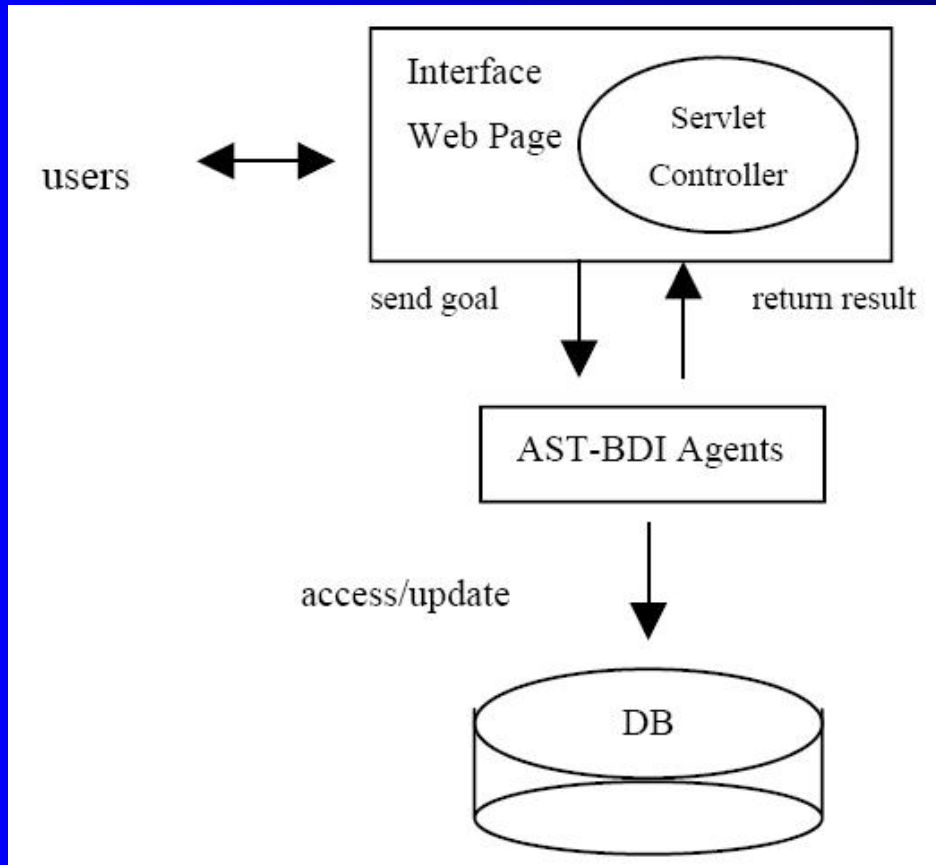 Interface
Web Page
Servlet
Controller
users
send goal
return result
AST-BDI Agents
access/update
DB